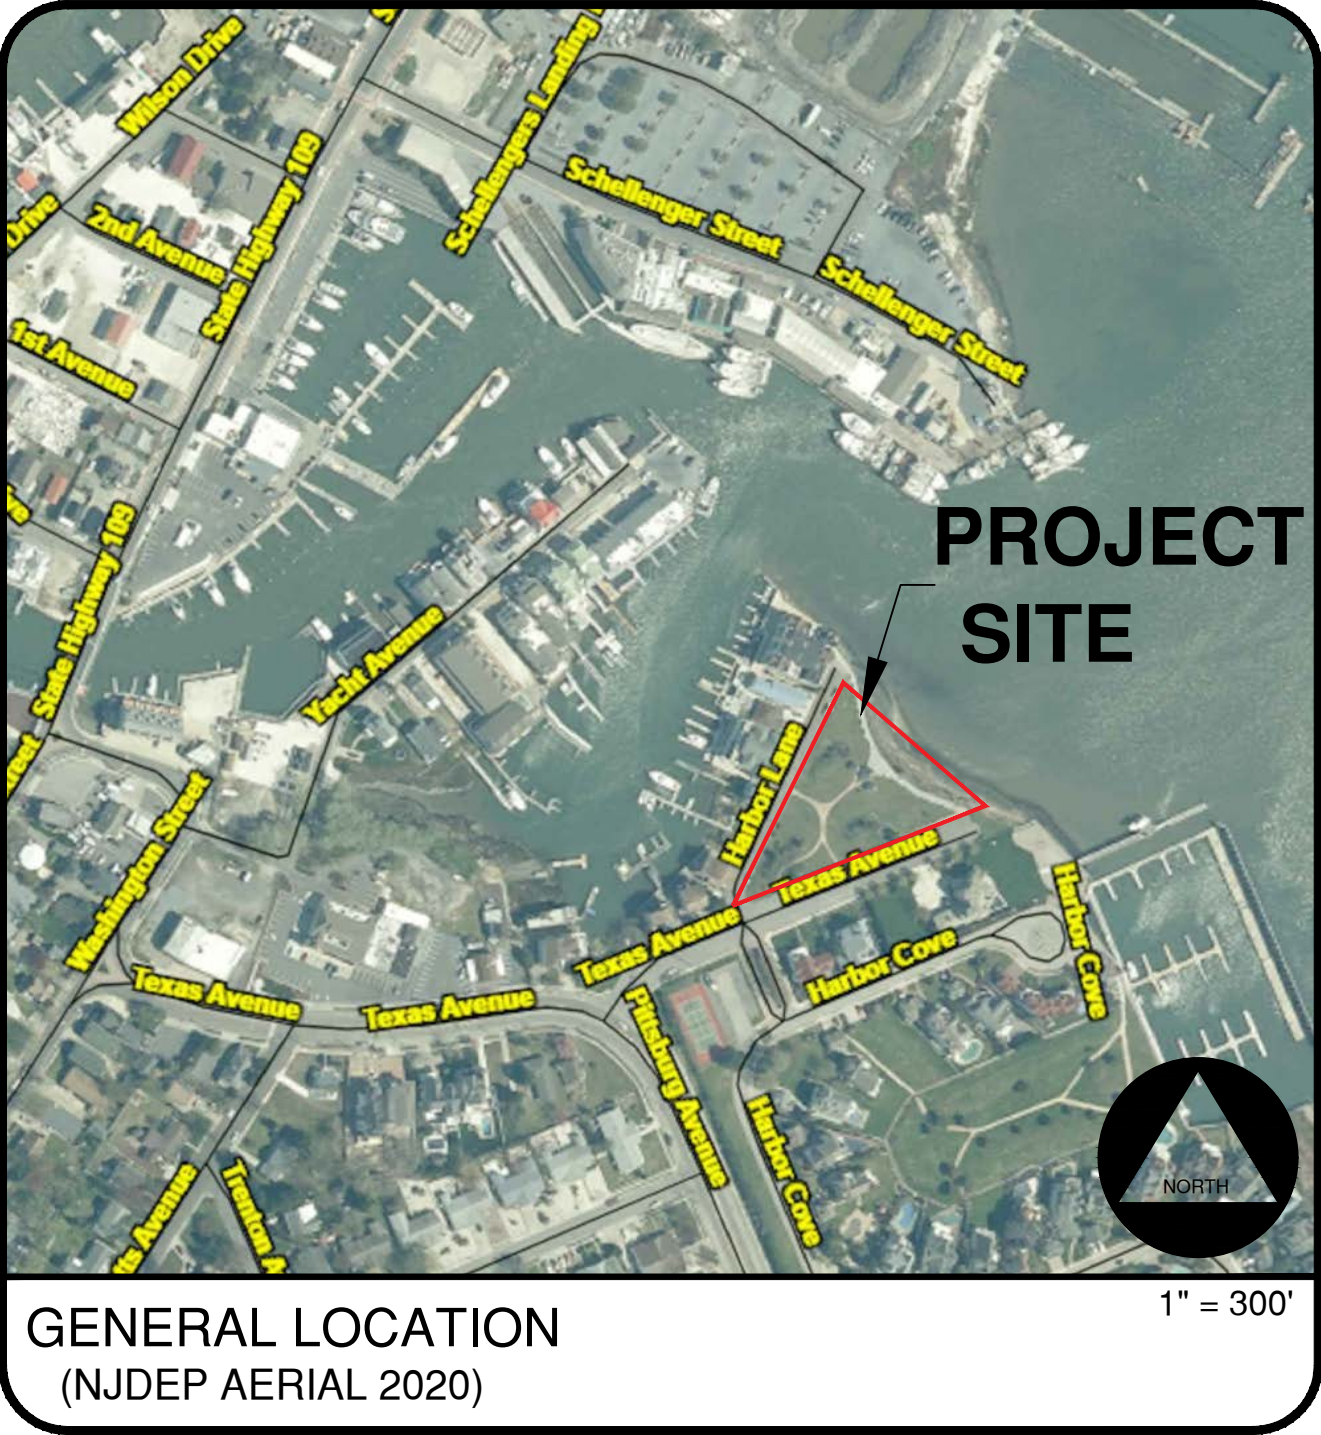 Wilson Drive
Schellengers Landing
State Highway 109
Schellenger Street
Drive
2nd Avenue
Schellenger Street
1st Avenue
PROJECT
SITE
State Highway 109
Yacht Avenue
Harbor Lane
Washington Street
Texas Avenue
Texas Avenue
Harbor Cove
Harbor Cove
Texas Avenue
Texas Avenue
Pittsburg Avenue
Harbor Cove
Trenton A
NORTH
GENERAL LOCATION
1" = 300'
(NJDEP AERIAL 2020)